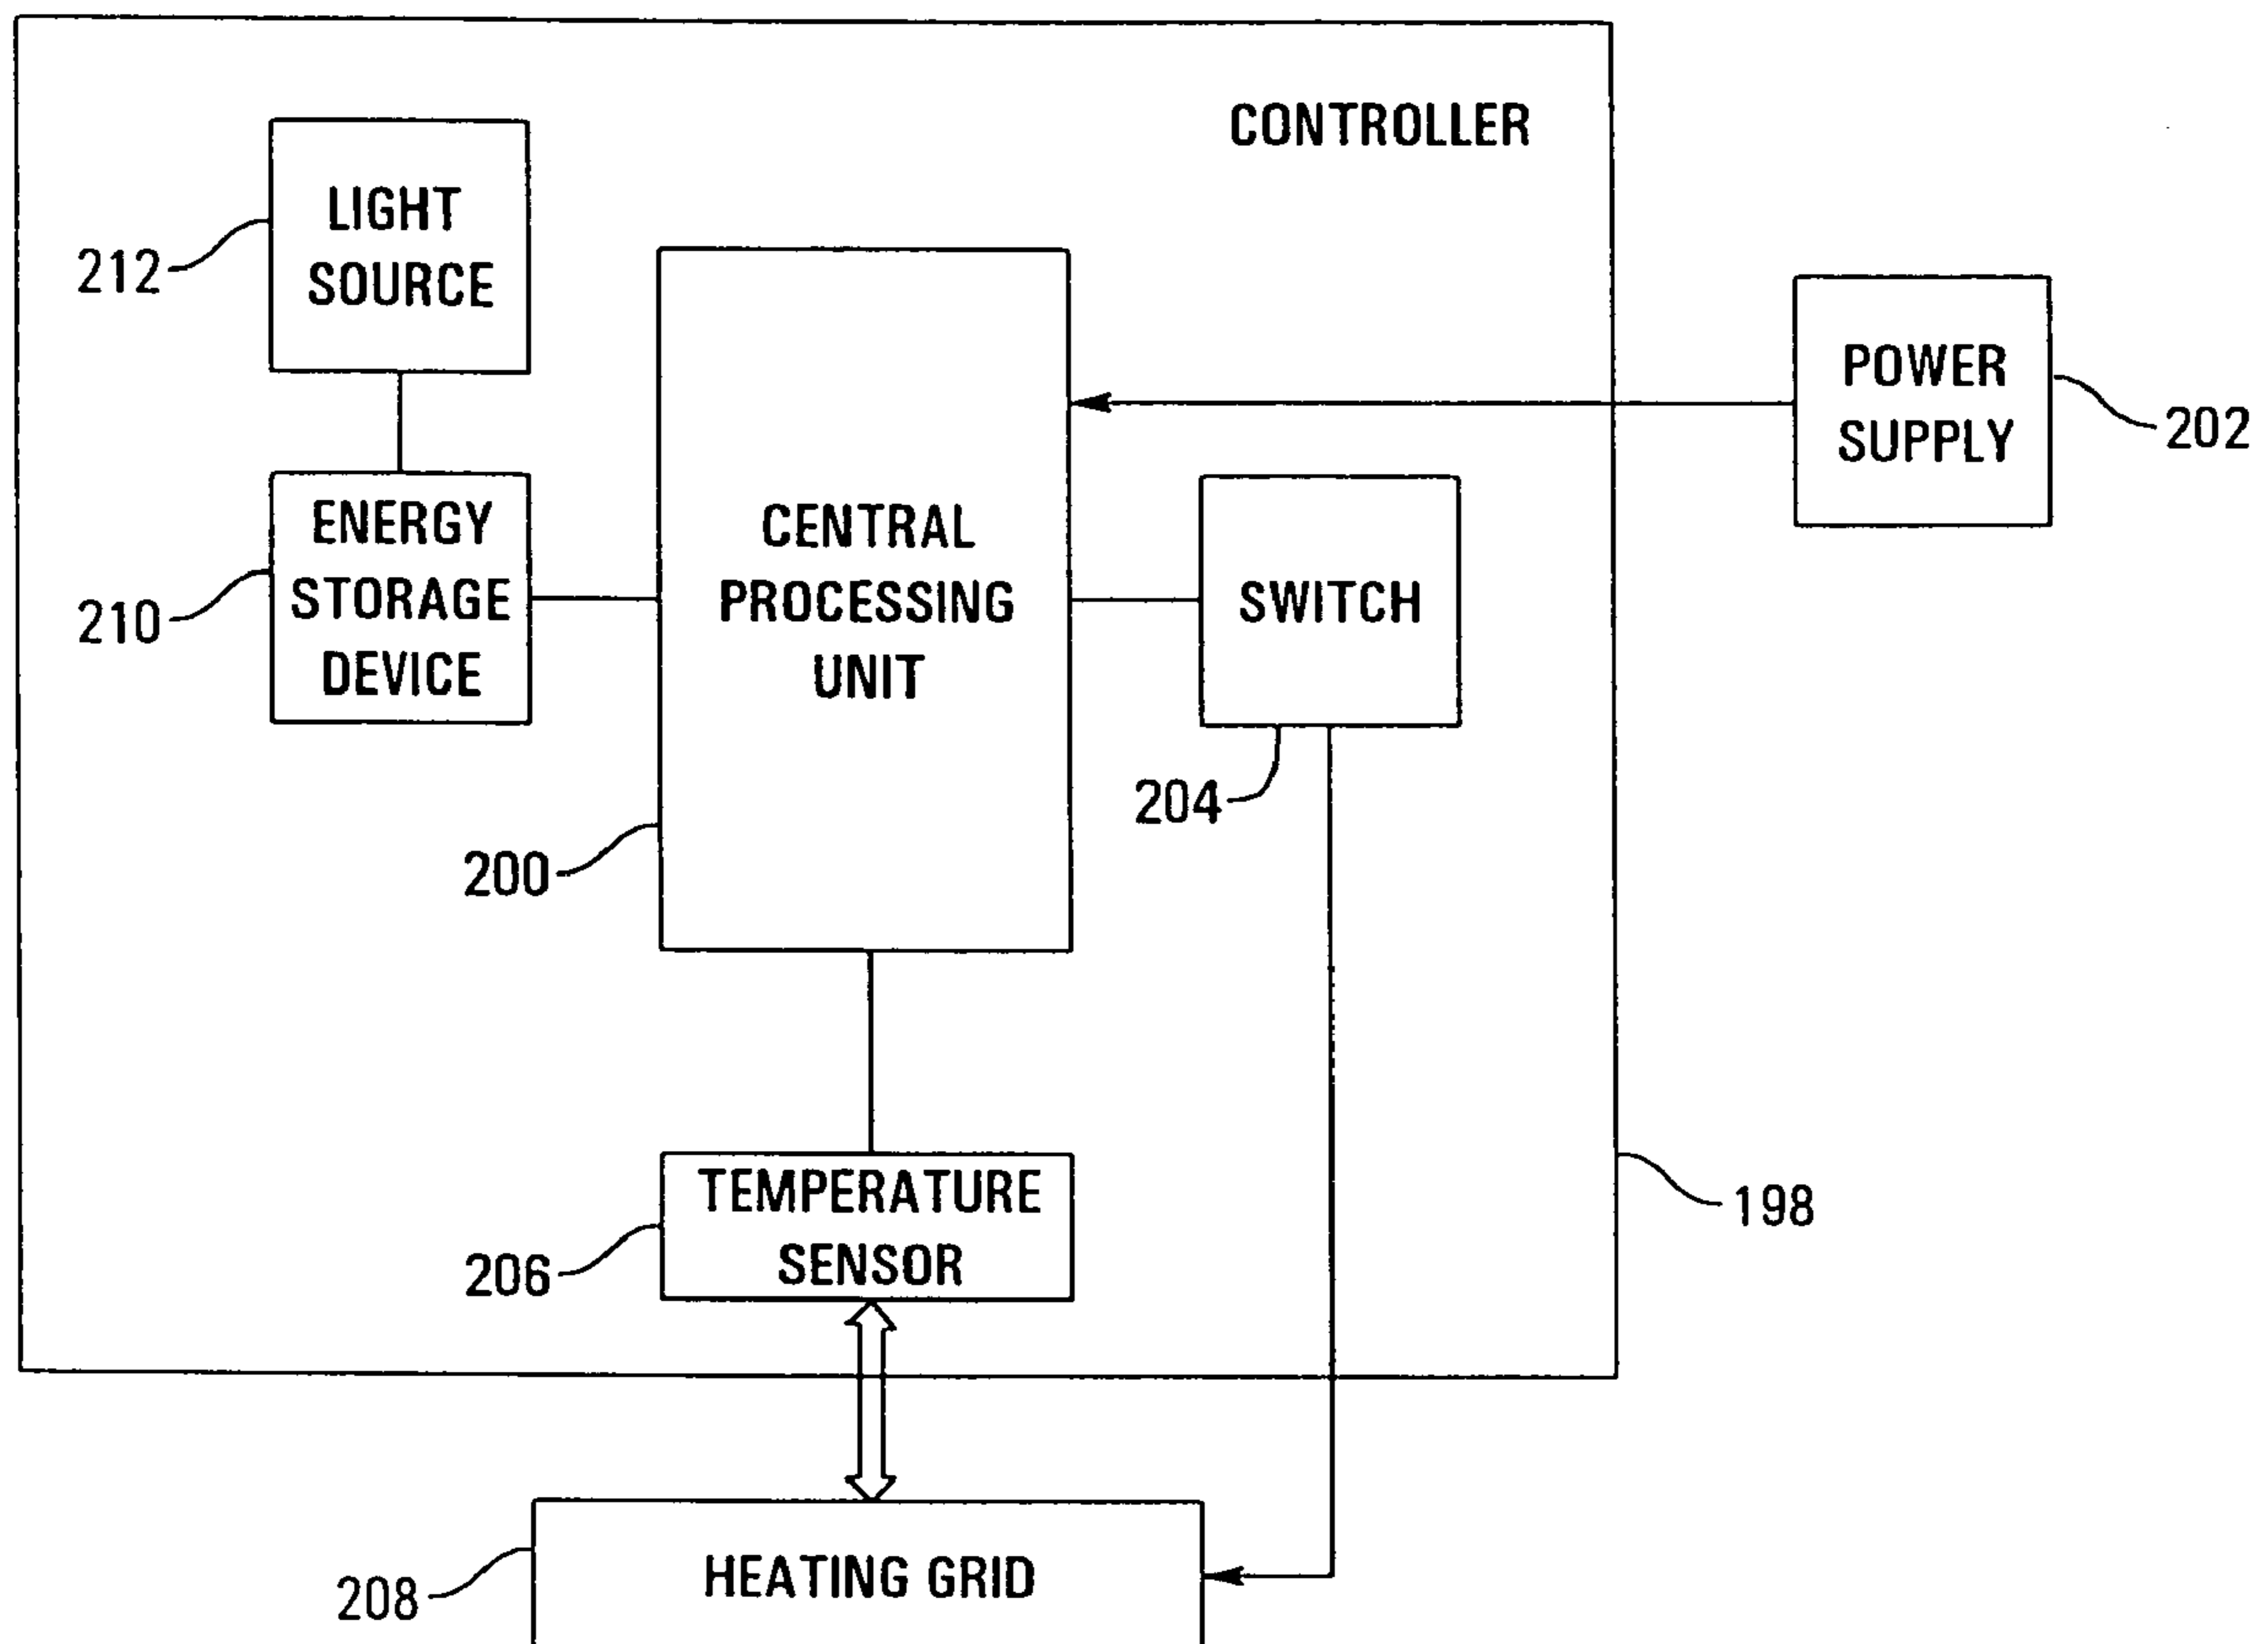 CONTROLLER
LIGHT
SOURCE
212
POWER
SUPPLY
202
ENERGY
STORAGE
DEVICE
210
CENTRAL
PROCESSING
UNIT
200
SWITCH
204
TEMPERATURE
SENSOR
206
198
HEATING GRID
208